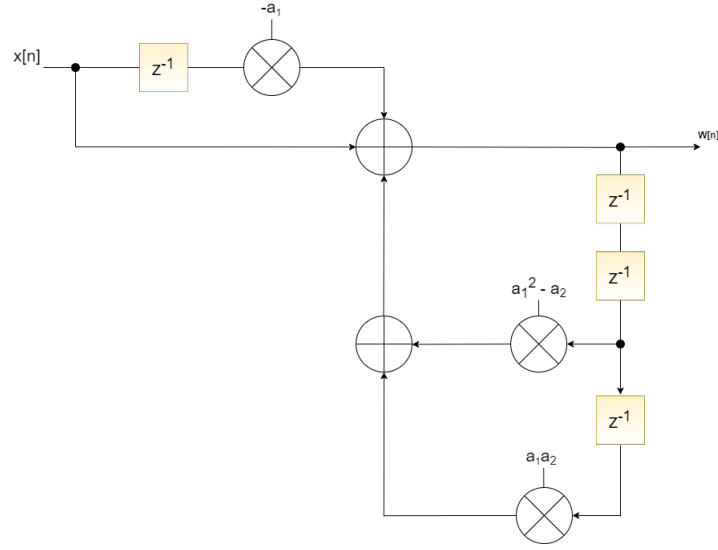 -a₁
x[n]
z⁻¹
w[n]
z⁻¹
z⁻¹
a₁² - a₂
z⁻¹
a₁a₂